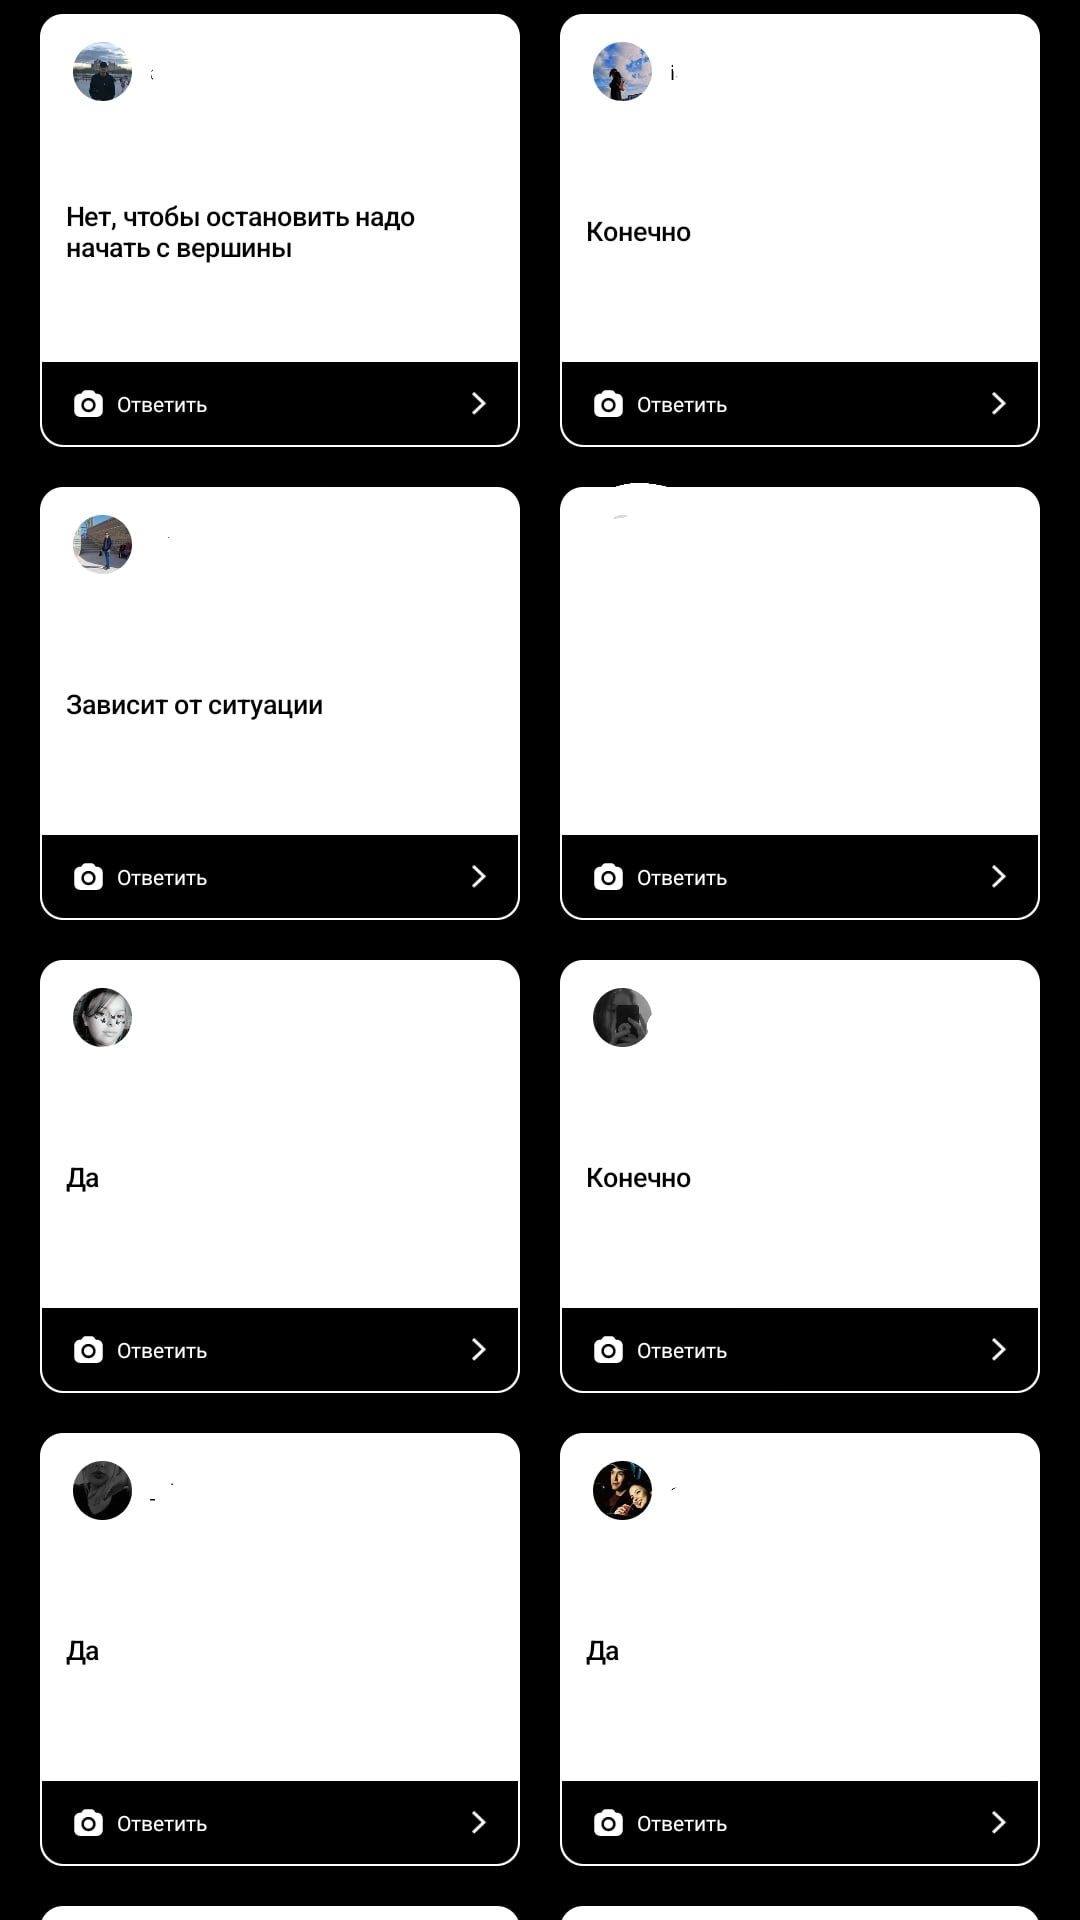 Нет, чтобы остановить надо
начать с вершины
Ответить
Конечно
Ответить
Зависит от ситуации
Ответить
Ответить
Да
Ответить
Конечно
Ответить
Да
Ответить
Да
Ответить